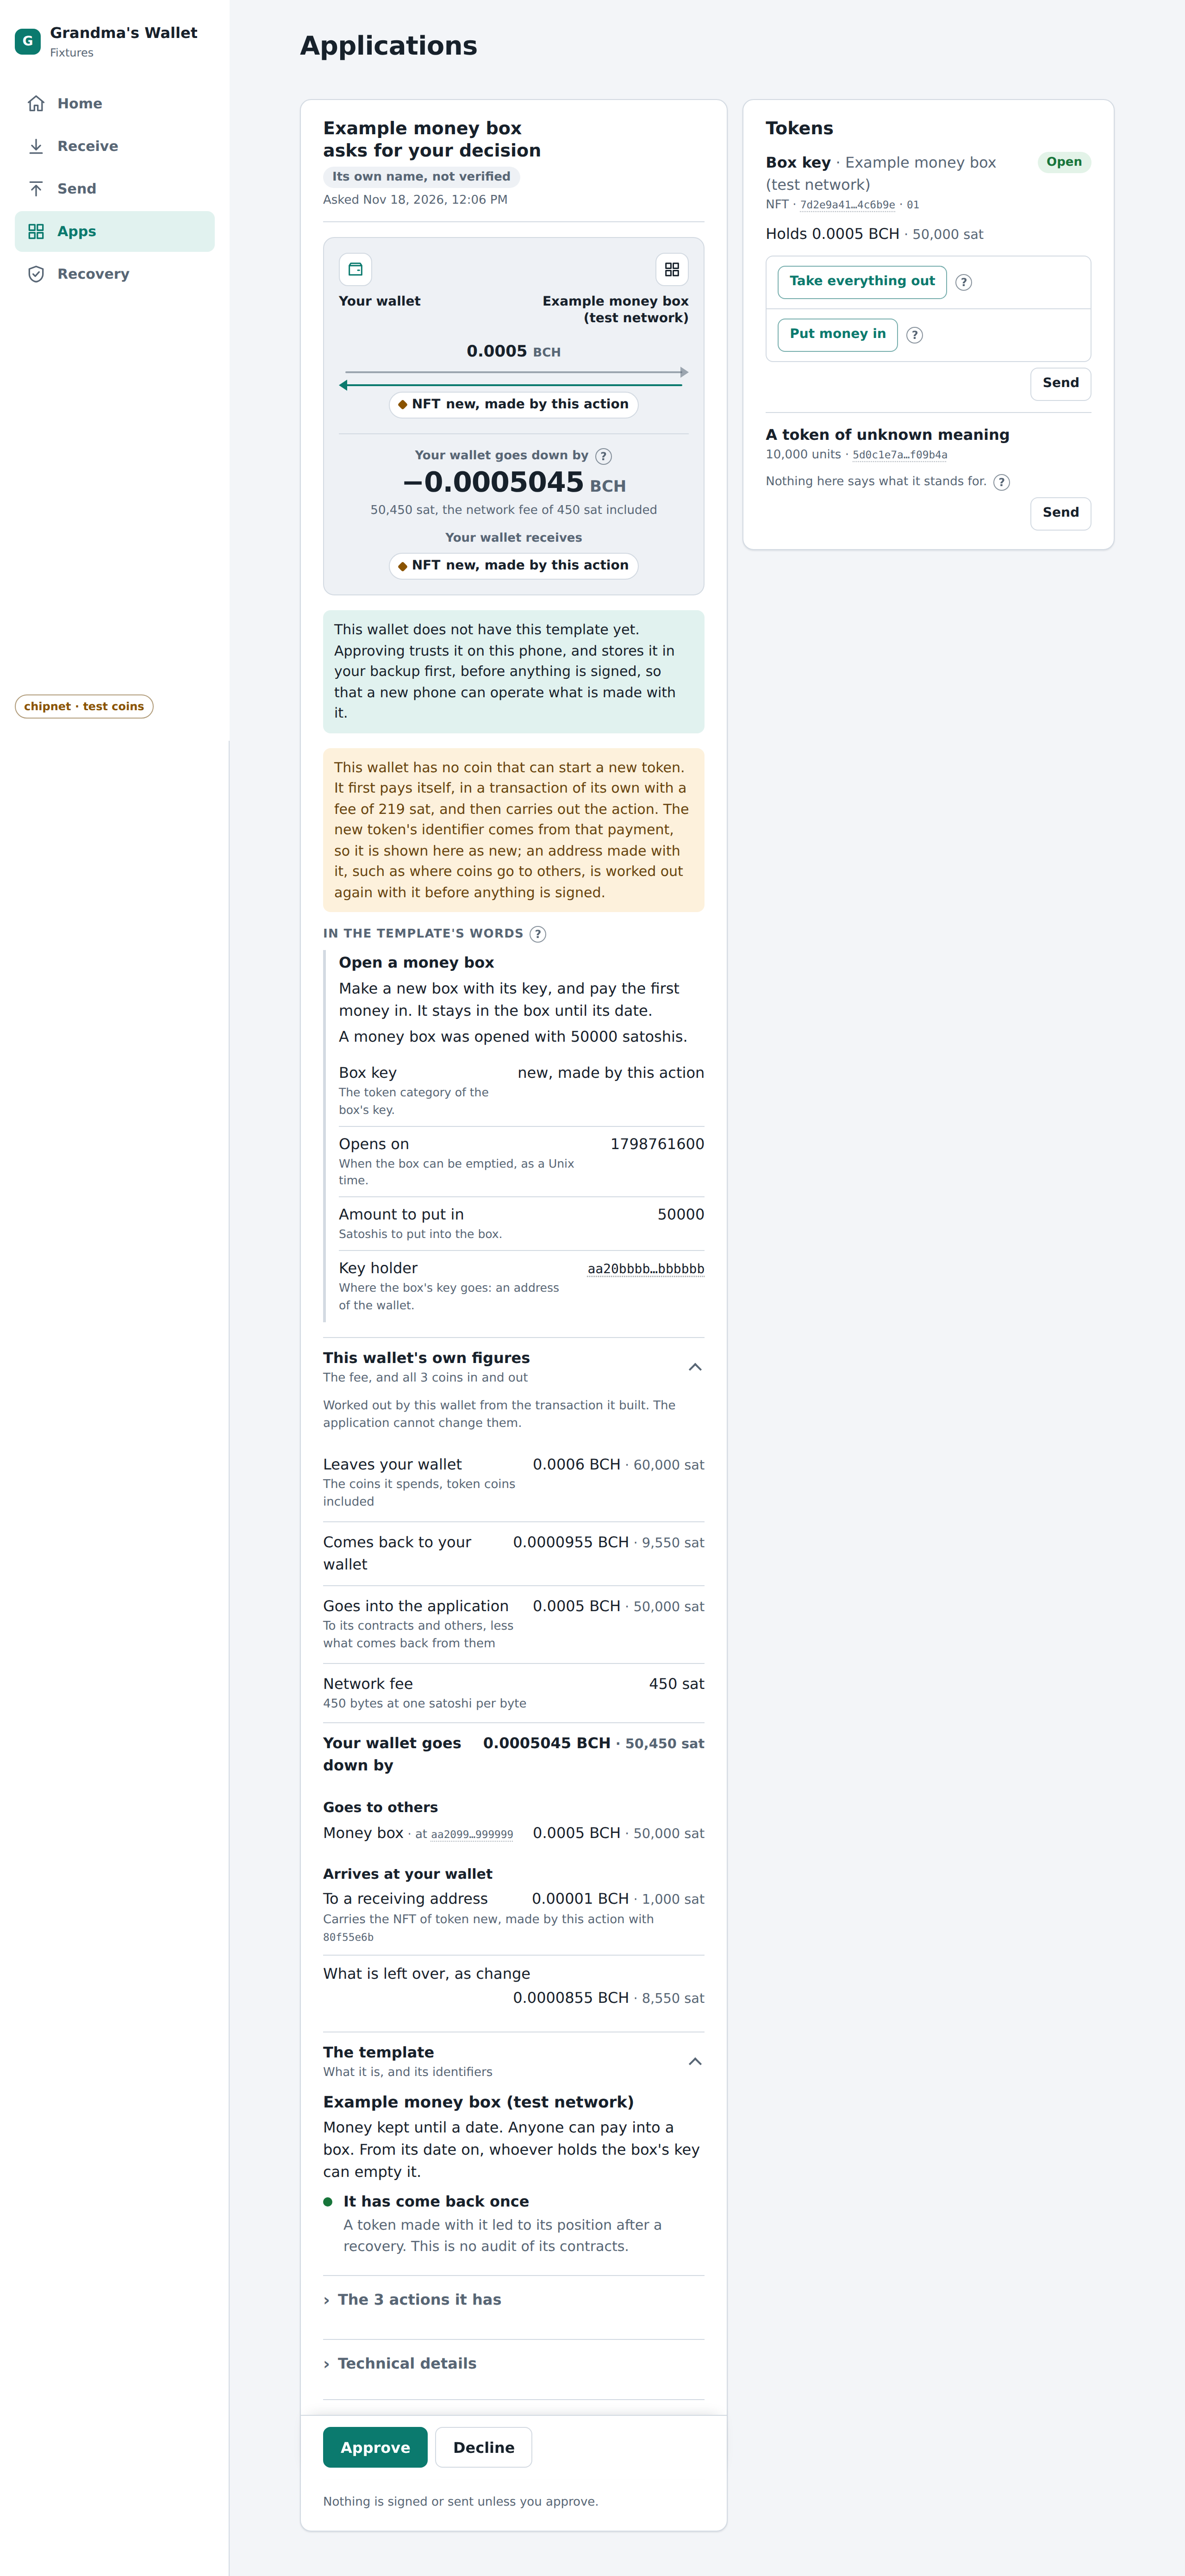 G
Grandma's Wallet
Fixtures
Home
Receive
Send
Apps
Recovery
chipnet · test coins
Applications
Example money box
asks for your decision
Its own name, not verified
Asked Nov 18, 2026, 12:06 PM
Your wallet
Example money box
(test network)
0.0005 BCH
NFT new, made by this action
Your wallet goes down by ?
−0.0005045 BCH
50,450 sat, the network fee of 450 sat included
Your wallet receives
NFT new, made by this action
This wallet does not have this template yet.
Approving trusts it on this phone, and stores it in
your backup first, before anything is signed, so
that a new phone can operate what is made with
it.
This wallet has no coin that can start a new token.
It first pays itself, in a transaction of its own with a
fee of 219 sat, and then carries out the action. The
new token's identifier comes from that payment,
so it is shown here as new; an address made with
it, such as where coins go to others, is worked out
again with it before anything is signed.
IN THE TEMPLATE'S WORDS ?
Open a money box
Make a new box with its key, and pay the first
money in. It stays in the box until its date.
A money box was opened with 50000 satoshis.
Box key new, made by this action
The token category of the
box's key.
Opens on 1798761600
When the box can be emptied, as a Unix
time.
Amount to put in 50000
Satoshis to put into the box.
Key holder aa20bbbb…bbbbbb
Where the box's key goes: an address
of the wallet.
This wallet's own figures
The fee, and all 3 coins in and out
Worked out by this wallet from the transaction it built. The
application cannot change them.
Leaves your wallet 0.0006 BCH · 60,000 sat
The coins it spends, token coins
included
Comes back to your 0.0000955 BCH · 9,550 sat
wallet
Goes into the application 0.0005 BCH · 50,000 sat
To its contracts and others, less
what comes back from them
Network fee 450 sat
450 bytes at one satoshi per byte
Your wallet goes 0.0005045 BCH · 50,450 sat
down by
Goes to others
Money box · at aa2099…999999 0.0005 BCH · 50,000 sat
Arrives at your wallet
To a receiving address 0.00001 BCH · 1,000 sat
Carries the NFT of token new, made by this action with
80f55e6b
What is left over, as change
0.0000855 BCH · 8,550 sat
The template
What it is, and its identifiers
Example money box (test network)
Money kept until a date. Anyone can pay into a
box. From its date on, whoever holds the box's key
can empty it.
It has come back once
A token made with it led to its position after a
recovery. This is no audit of its contracts.
› The 3 actions it has
› Technical details
Approve
Decline
Nothing is signed or sent unless you approve.
Tokens
Box key · Example money box
(test network)
Open
NFT · 7d2e9a41…4c6b9e · 01
Holds 0.0005 BCH · 50,000 sat
Take everything out ?
Put money in ?
Send
A token of unknown meaning
10,000 units · 5d0c1e7a…f09b4a
Nothing here says what it stands for. ?
Send